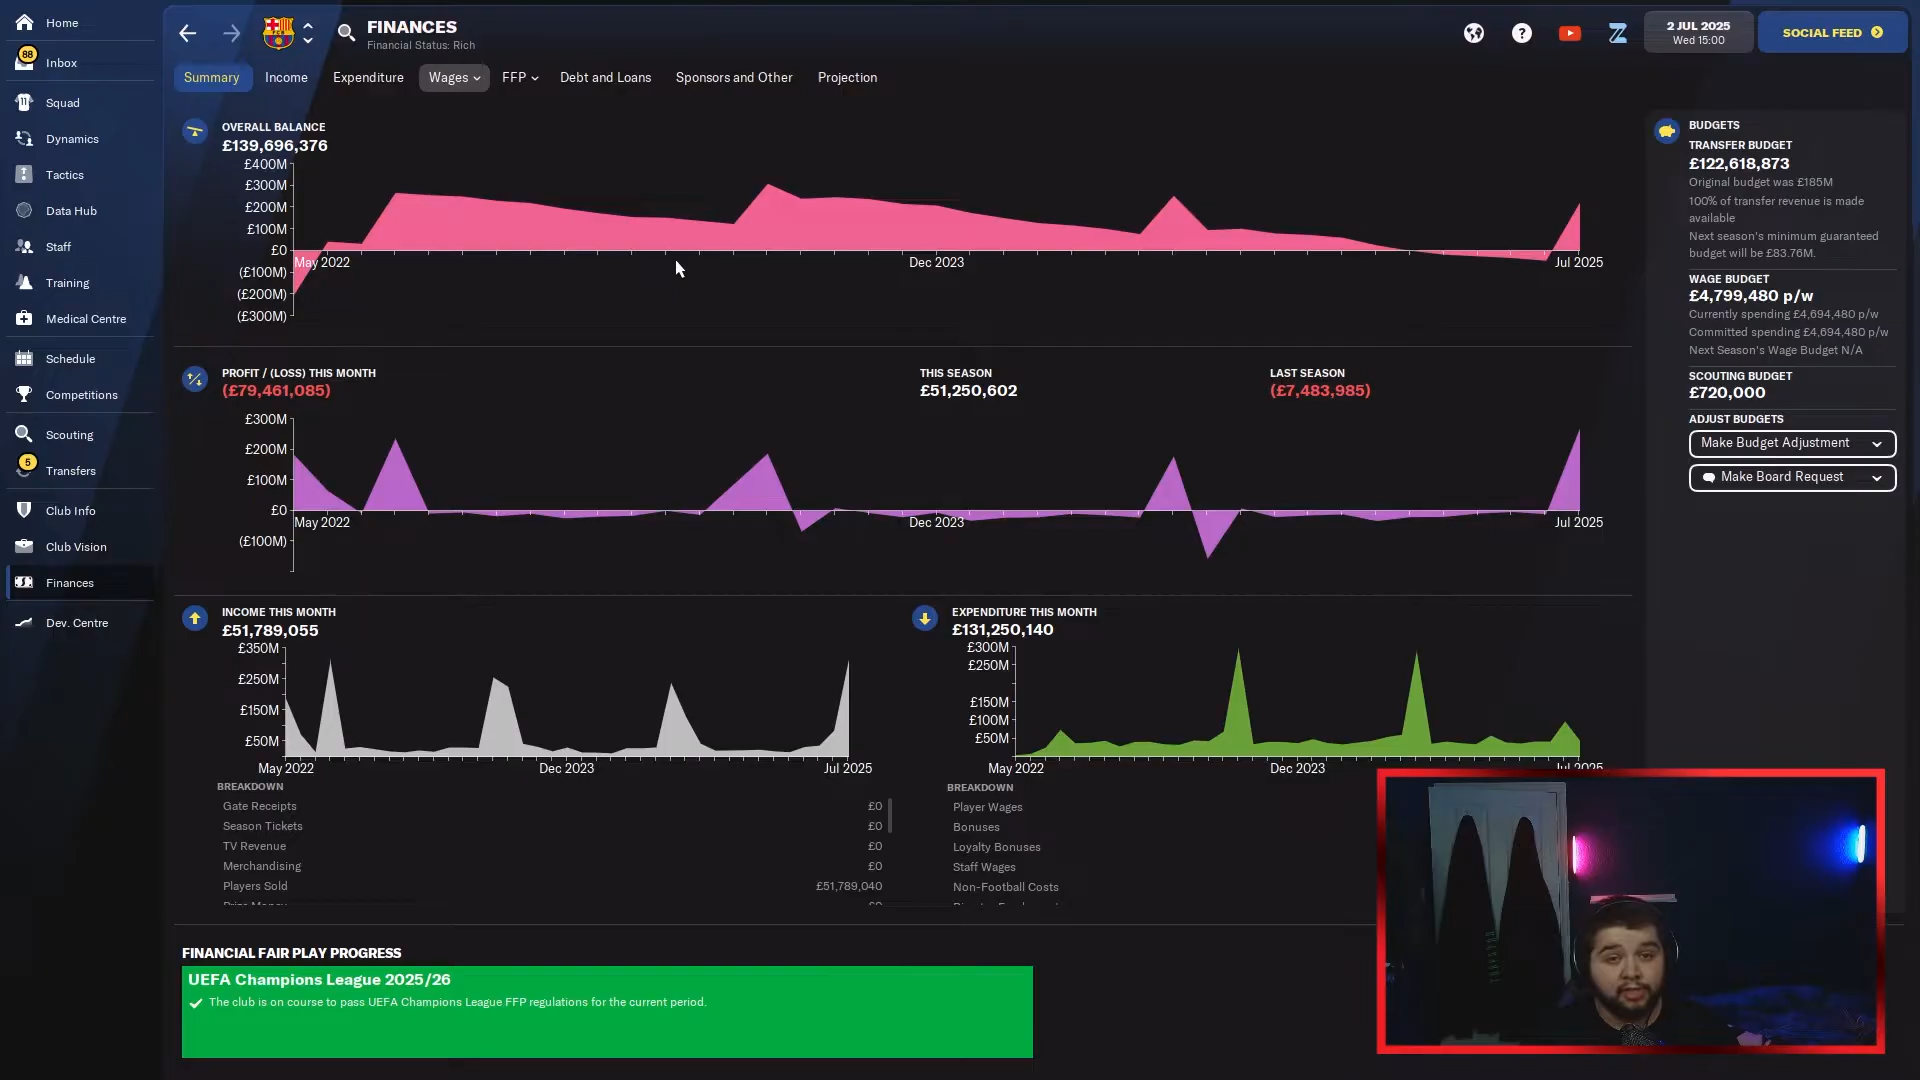 Home
88
Inbox
11
Squad
Dynamics
Tactics
Data Hub
Staff
Training
Medical Centre
Schedule
Competitions
Scouting
5
Transfers
Club Info
Club Vision
Finances
Dev. Centre
FINANCES
Financial Status: Rich
?
2 JUL 2025
Wed 15:00
SOCIAL FEED
Summary
Income
Expenditure
Wages
FFP
Debt and Loans
Sponsors and Other
Projection
OVERALL BALANCE
£139,696,376
£400M
£300M
£200M
£100M
£0
(£100M)
(£200M)
(£300M)
May 2022
Dec 2023
Jul 2025
PROFIT / (LOSS) THIS MONTH
(£79,461,085)
THIS SEASON
£51,250,602
LAST SEASON
(£7,483,985)
£300M
£200M
£100M
£0
(£100M)
May 2022
Dec 2023
Jul 2025
INCOME THIS MONTH
£51,789,055
£350M
£250M
£150M
£50M
May 2022
Dec 2023
Jul 2025
BREAKDOWN
Gate Receipts £0
Season Tickets £0
TV Revenue £0
Merchandising £0
Players Sold £51,789,040
Prize Money £0
EXPENDITURE THIS MONTH
£131,250,140
£300M
£250M
£150M
£100M
£50M
May 2022
Dec 2023
Jul 2025
BREAKDOWN
Player Wages
Bonuses
Loyalty Bonuses
Staff Wages
Non-Football Costs
BUDGETS
TRANSFER BUDGET
£122,618,873
Original budget was £185M
100% of transfer revenue is made
available
Next season's minimum guaranteed
budget will be £83.76M.
WAGE BUDGET
£4,799,480 p/w
Currently spending £4,694,480 p/w
Committed spending £4,694,480 p/w
Next Season's Wage Budget N/A
SCOUTING BUDGET
£720,000
ADJUST BUDGETS
Make Budget Adjustment
Make Board Request
FINANCIAL FAIR PLAY PROGRESS
UEFA Champions League 2025/26
The club is on course to pass UEFA Champions League FFP regulations for the current period.